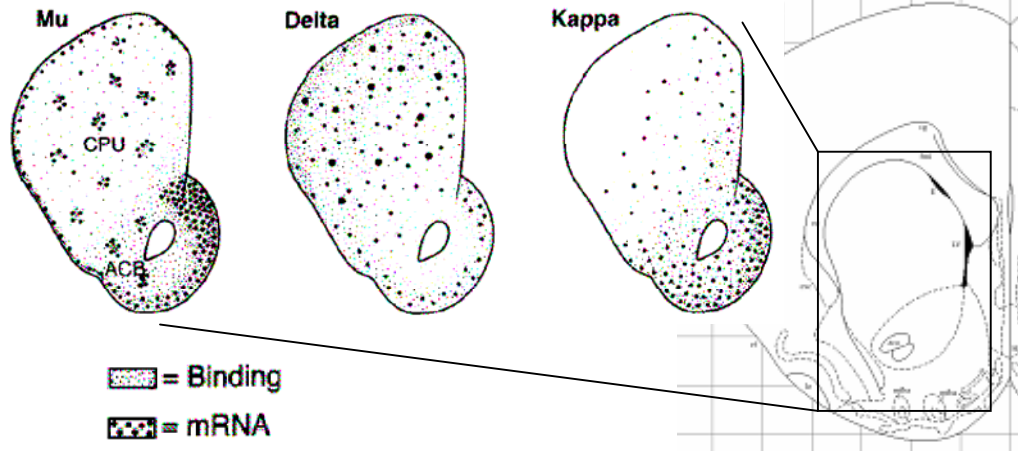 Mu
Delta
Kappa
CPU
ACB
= Binding
= mRNA